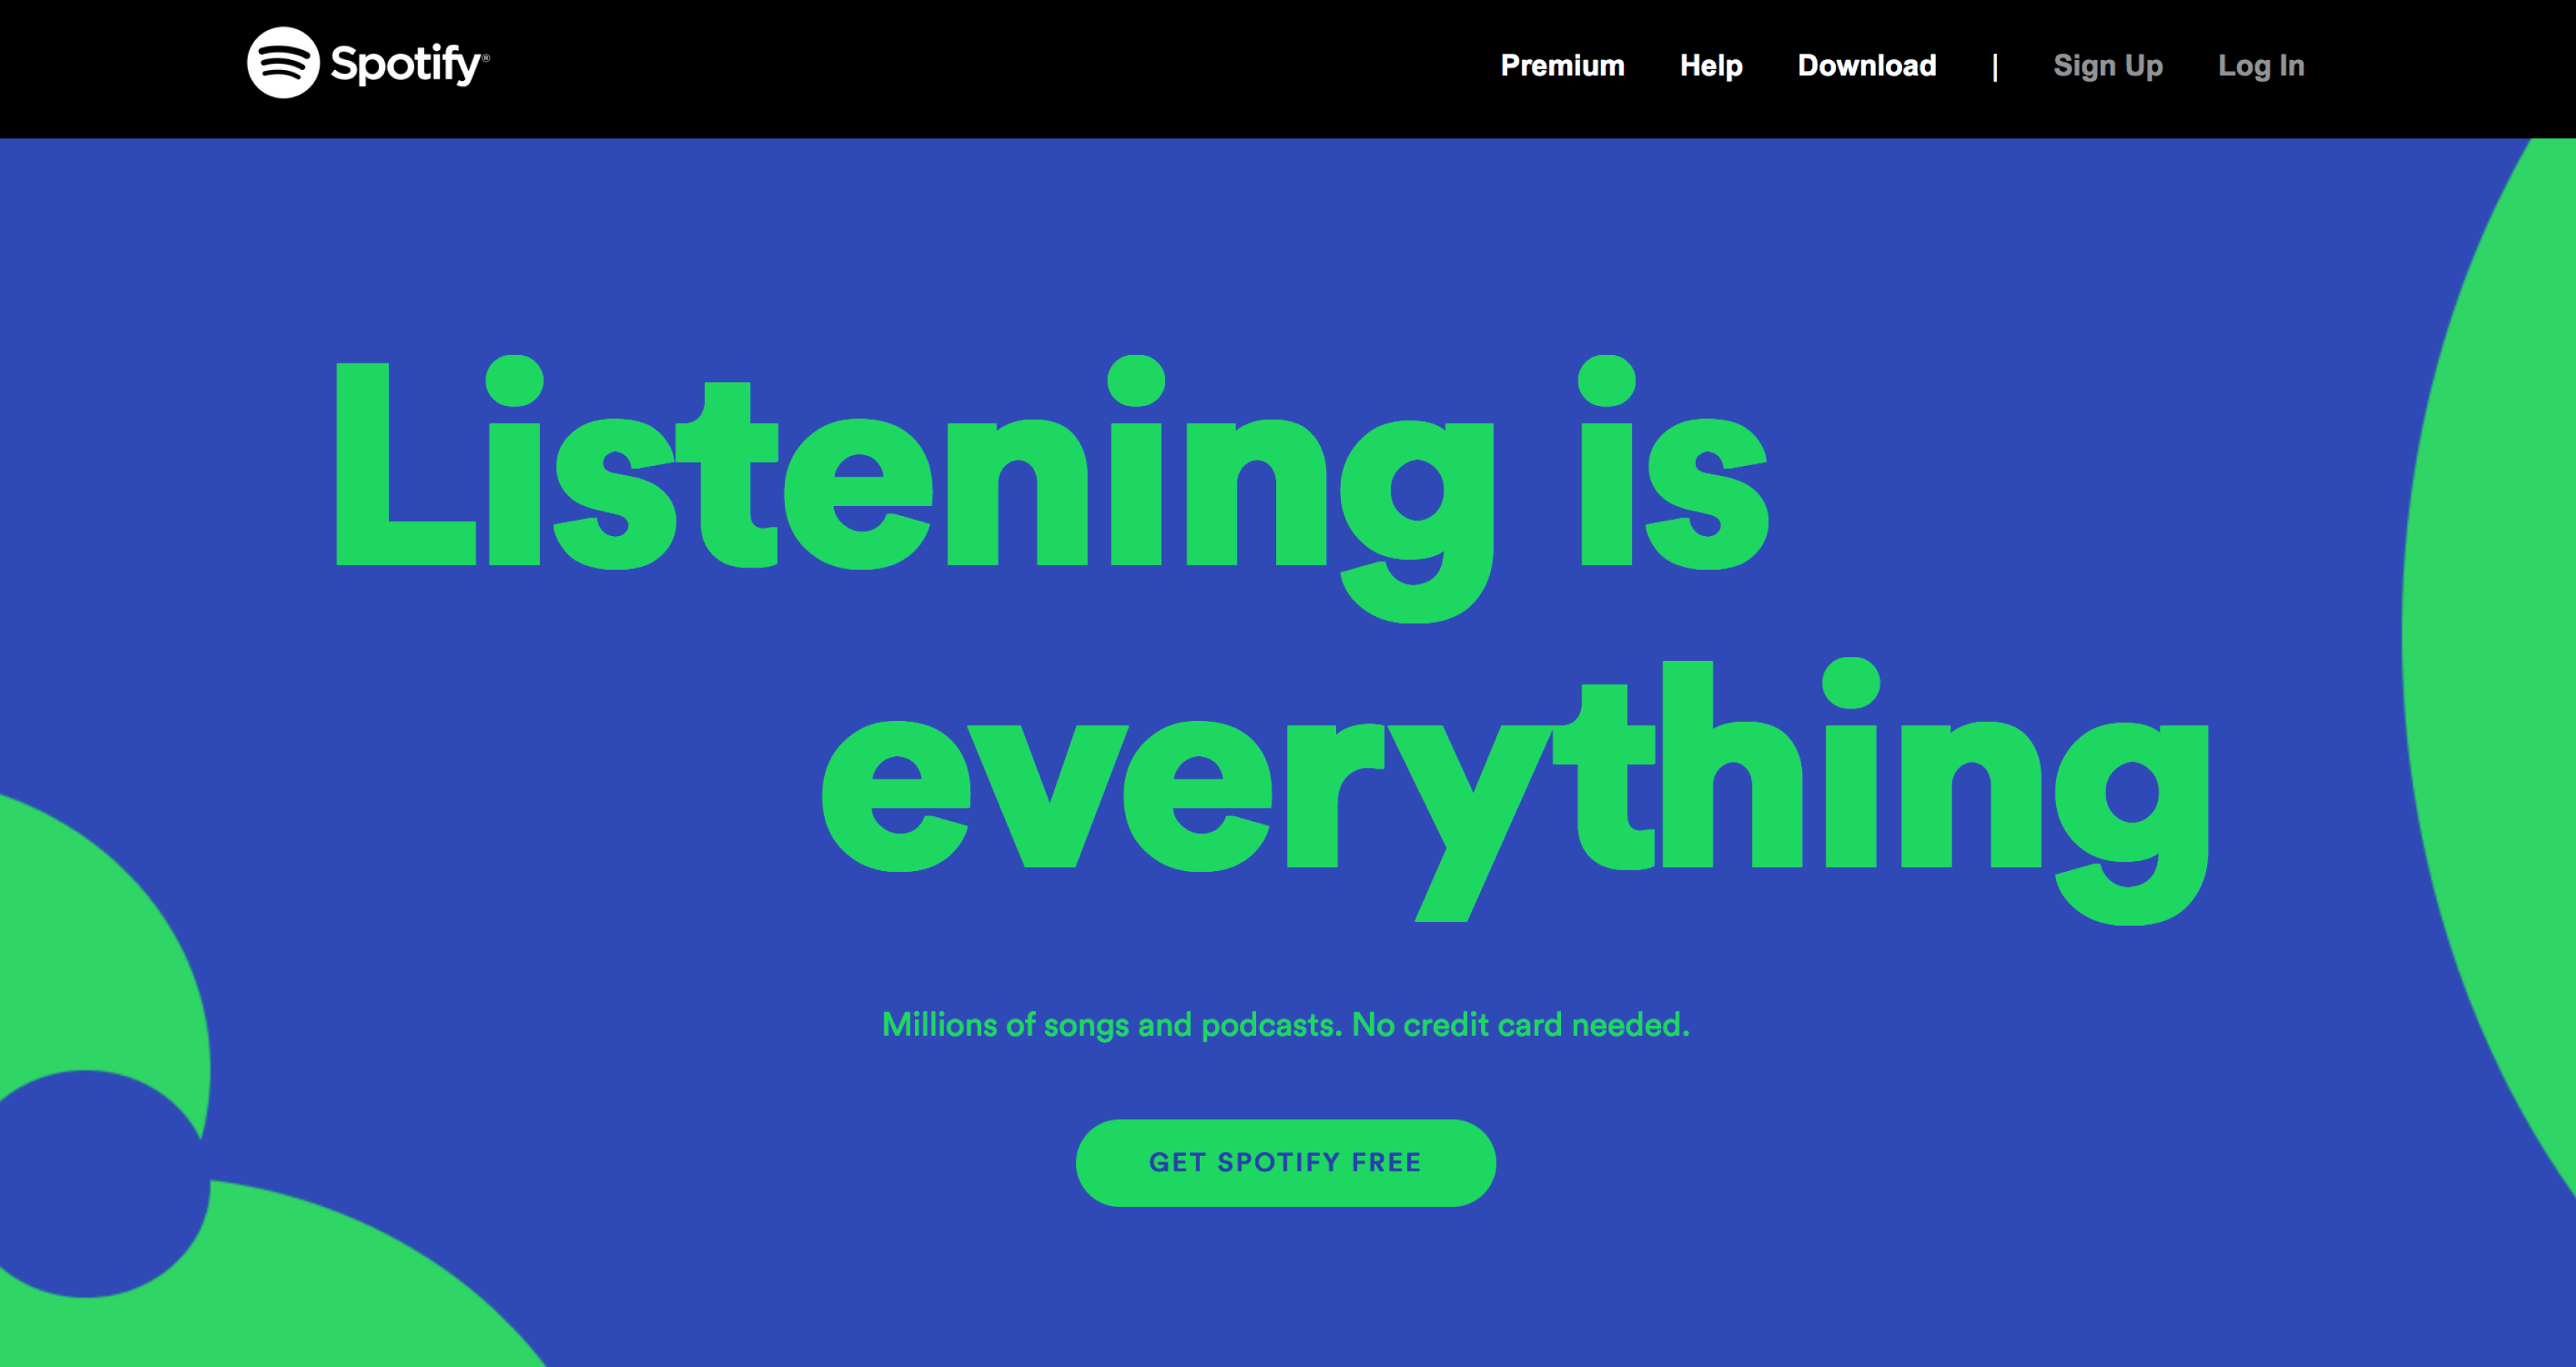 Spotify®
Premium Help Download | Sign Up Log In
Listening is
everything
Millions of songs and podcasts. No credit card needed.
GET SPOTIFY FREE